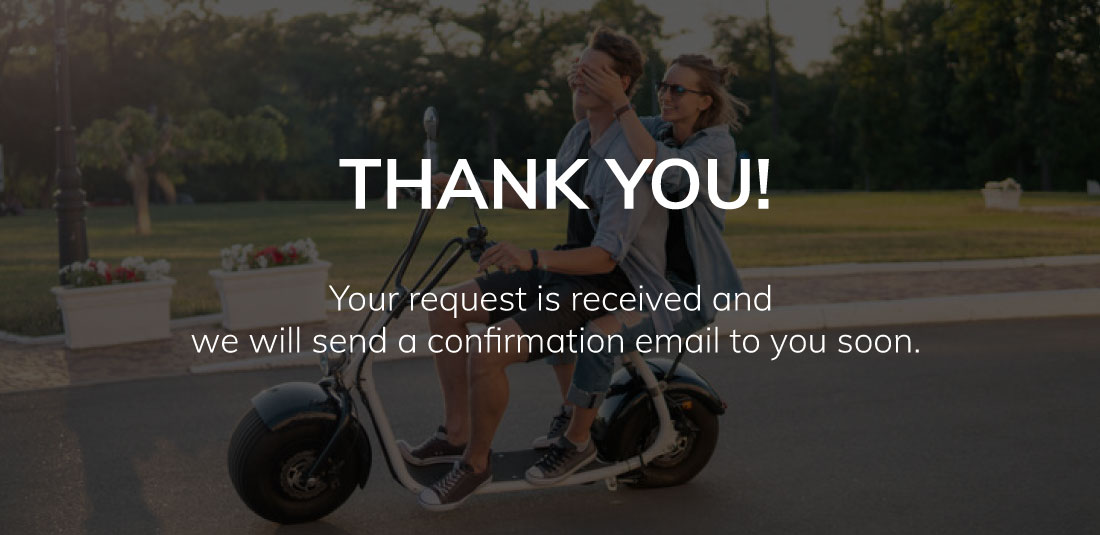 THANK YOU!
Your request is received and
we will send a confirmation email to you soon.